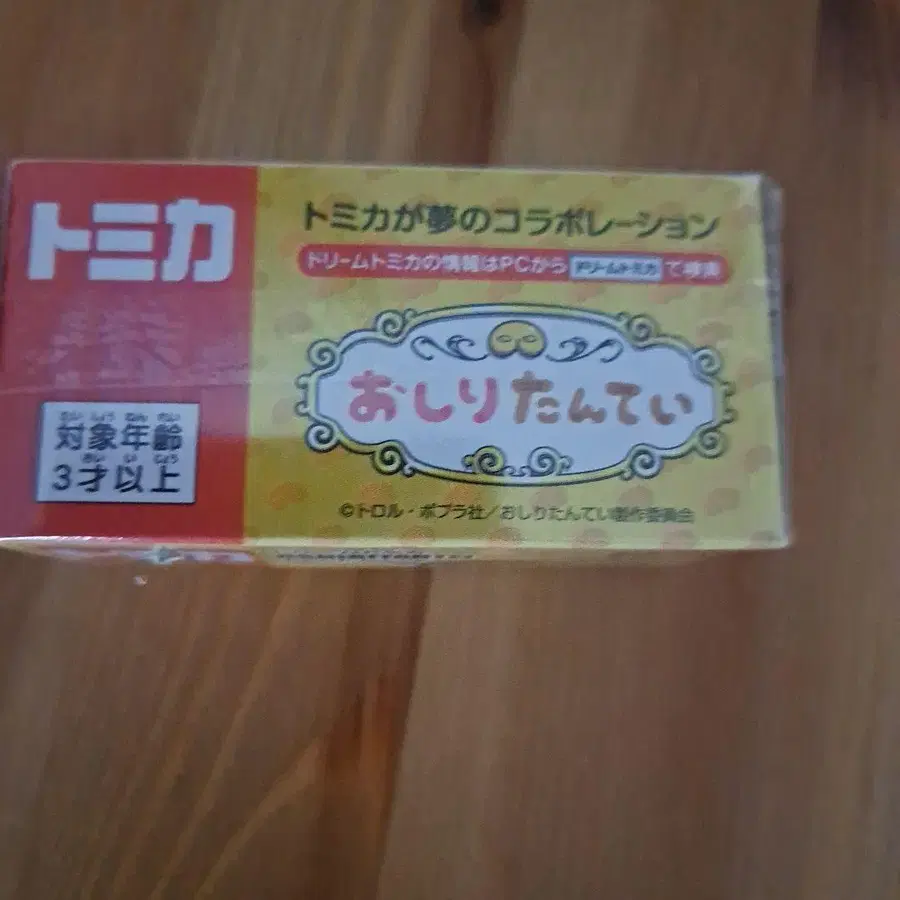 トミカ
トミカが夢のコラボレーション
ドリームトミカの情報はPCから ドリームトミカ で検索
おしりたんてい
たい しょう ねん れい
対象年齢
さい い じょう
3才以上
©トロル・ポプラ社/おしりたんてい製作委員会